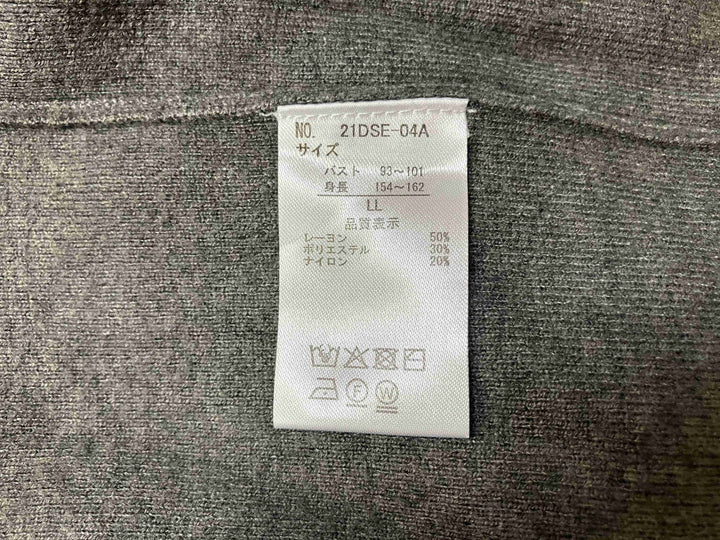 NO. 21DSE-04A
サイズ
バスト 93~101
身長 154~162
LL
品質表示
レーヨン 50%
ポリエステル 30%
ナイロン 20%
F W